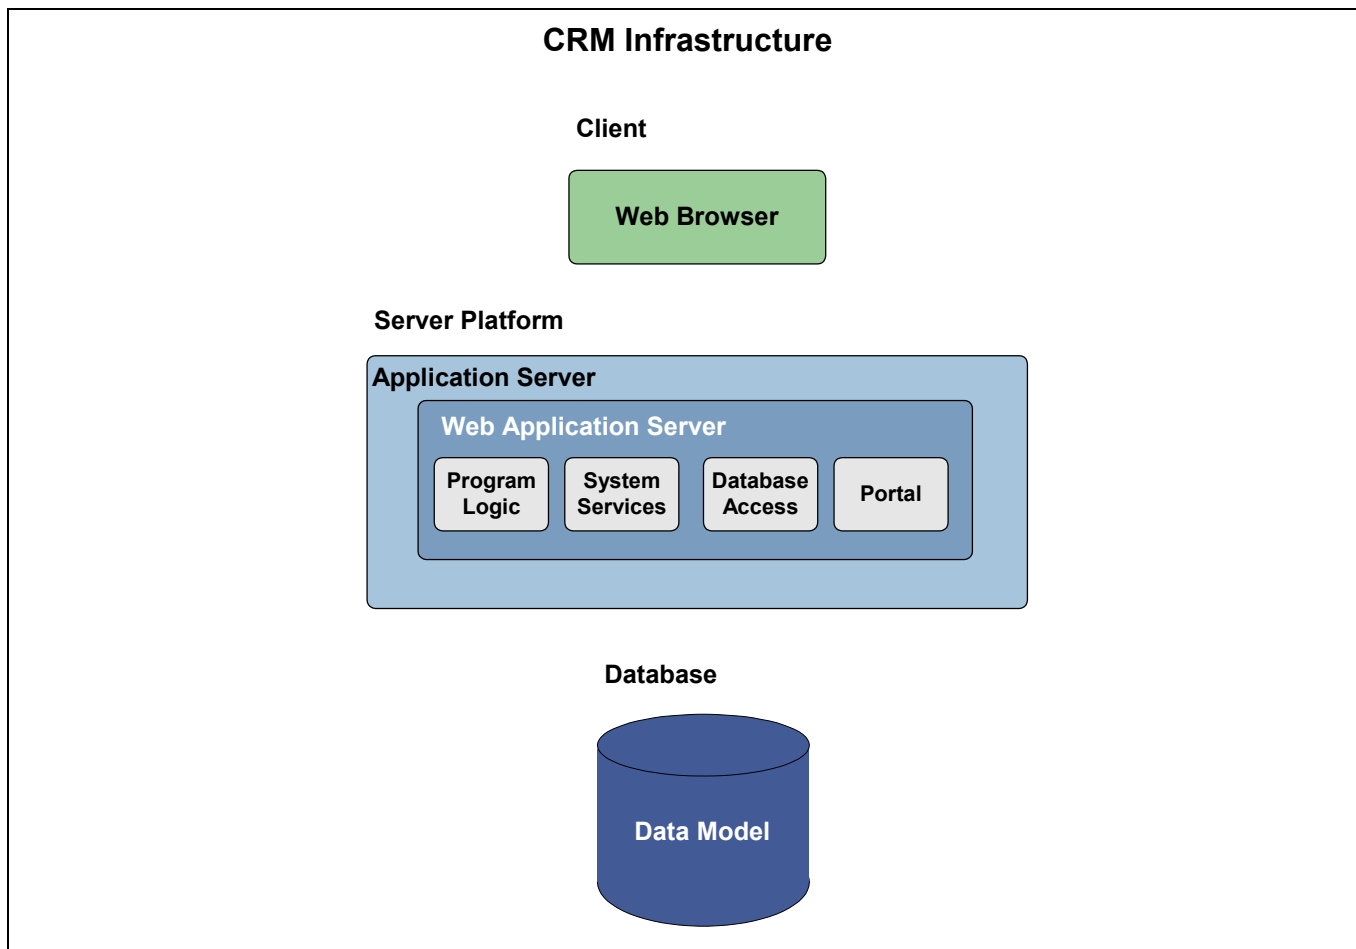 CRM Infrastructure
Client
Web Browser
Server Platform
Application Server
Web Application Server
Program
Logic
System
Services
Database
Access
Portal
Database
Data Model